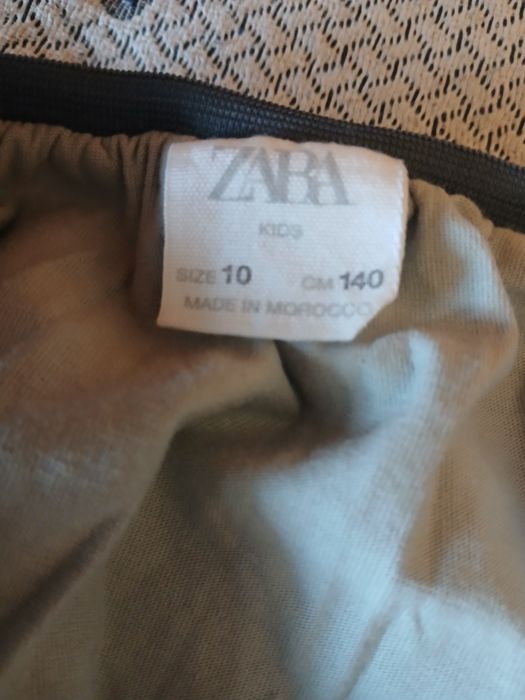 ZARA
KIDS
SIZE 10 CM 140
MADE IN MOROCCO